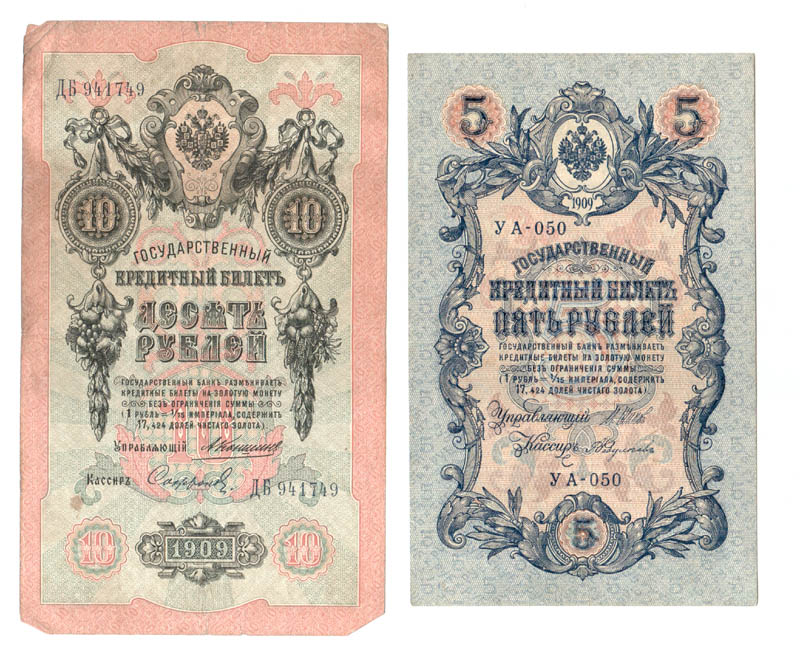 ДБ 941749
10 10
ГОСУДАРСТВЕННЫЙ
КРЕДИТНЫЙ БИЛЕТЪ
ДЕСЯТЬ
РУБЛЕЙ
ГОСУДАРСТВЕННЫЙ БАНКЪ РАЗМѢНИВАЕТЪ
КРЕДИТНЫЕ БИЛЕТЫ НА ЗОЛОТУЮ МОНЕТУ
БЕЗЪ ОГРАНИЧЕНІЯ СУММЫ
(1 РУБЛЬ = 1/15 ИМПЕРІАЛА, СОДЕРЖИТЪ
17,424 ДОЛЕЙ ЧИСТАГО ЗОЛОТА)
УПРАВЛЯЮЩІЙ
КАССИРЪ
ДБ 941749
10 1909 10
5 5
1909
УА-050
ГОСУДАРСТВЕННЫЙ
КРЕДИТНЫЙ БИЛЕТЪ
ПЯТЬ РУБЛЕЙ
ГОСУДАРСТВЕННЫЙ БАНКЪ РАЗМѢНИВАЕТЪ
КРЕДИТНЫЕ БИЛЕТЫ НА ЗОЛОТУЮ МОНЕТУ
БЕЗЪ ОГРАНИЧЕНІЯ СУММЫ
(1 РУБЛЬ = 1/15 ИМПЕРІАЛА, СОДЕРЖИТЪ
17,424 ДОЛЕЙ ЧИСТАГО ЗОЛОТА)
Управляющій
Кассиръ
УА-050
5